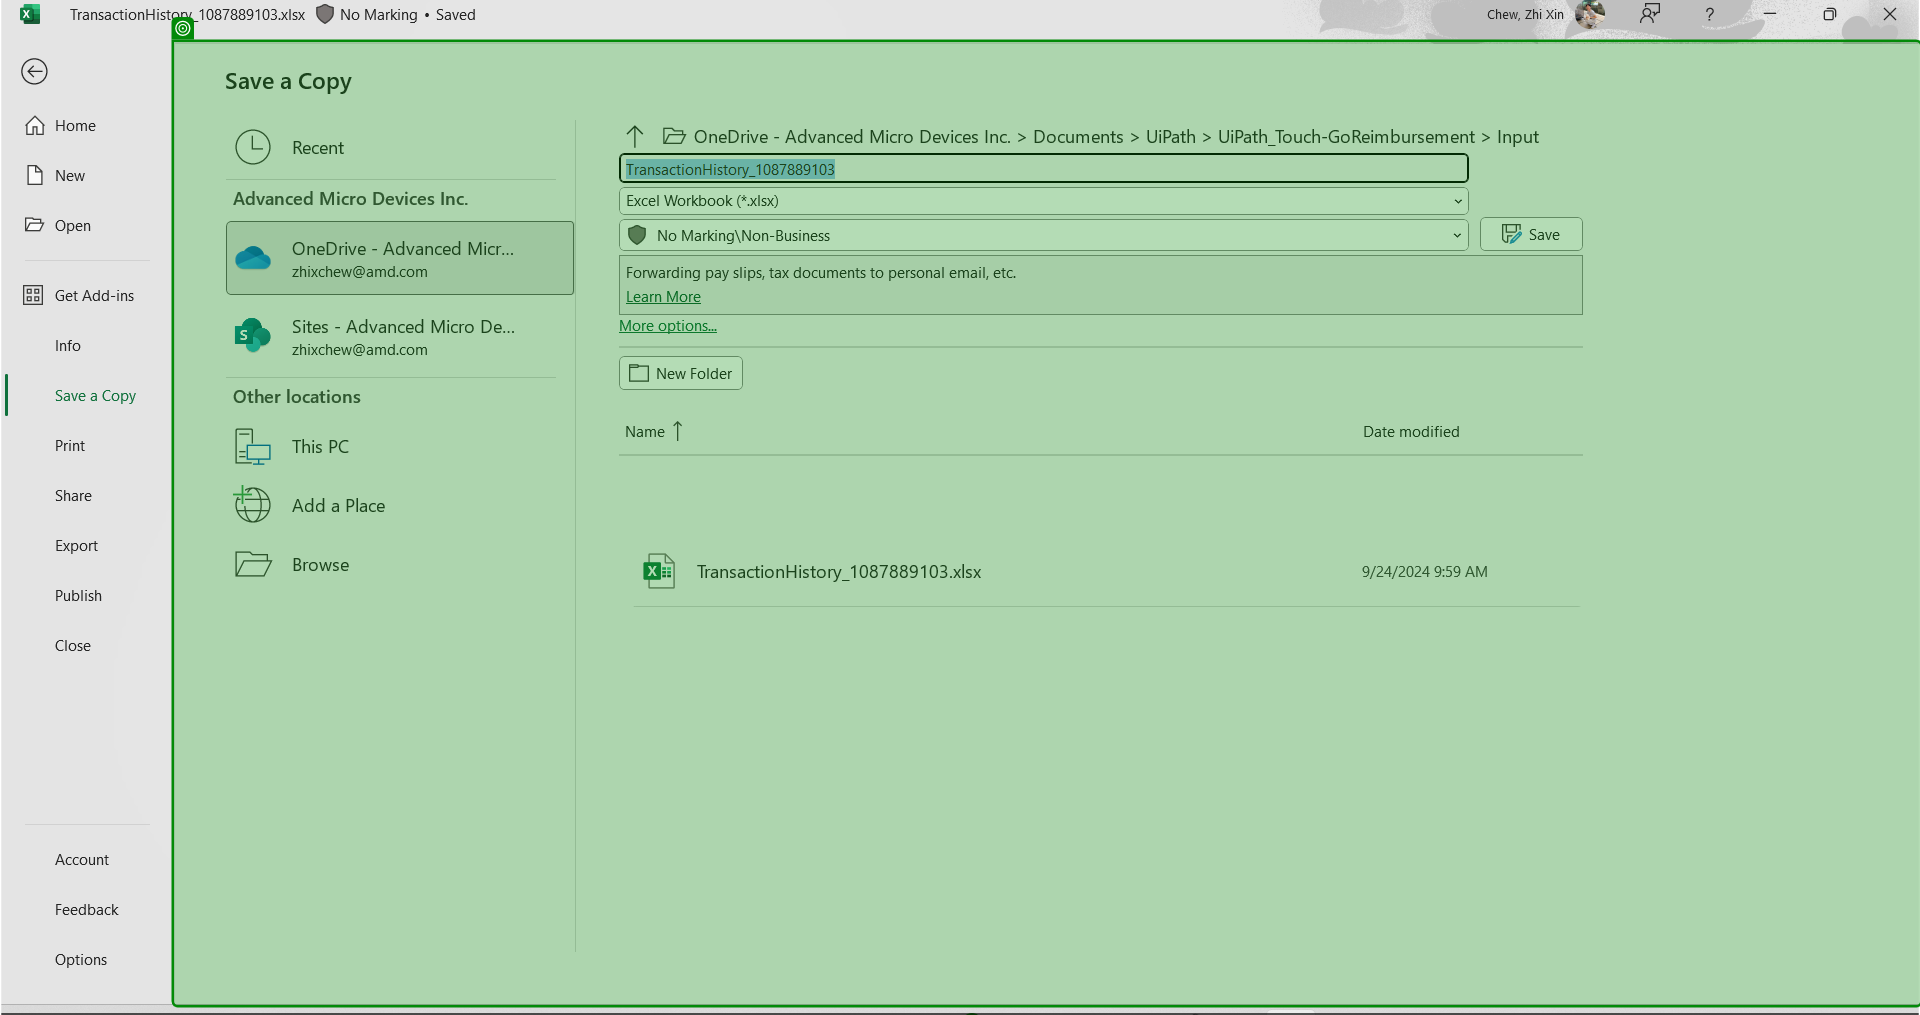 TransactionHistory_1087889103.xlsx No Marking • Saved
Chew, Zhi Xin
?
Home
New
Open
Get Add-ins
Info
Save a Copy
Print
Share
Export
Publish
Close
Account
Feedback
Options
Save a Copy
Recent
Advanced Micro Devices Inc.
OneDrive - Advanced Micr...
zhixchew@amd.com
S
Sites - Advanced Micro De...
zhixchew@amd.com
Other locations
This PC
Add a Place
Browse
OneDrive - Advanced Micro Devices Inc. > Documents > UiPath > UiPath_Touch-GoReimbursement > Input
TransactionHistory_1087889103
Excel Workbook (*.xlsx)
No Marking\Non-Business
Save
Forwarding pay slips, tax documents to personal email, etc.
Learn More
More options...
New Folder
Name ↑ Date modified
TransactionHistory_1087889103.xlsx 9/24/2024 9:59 AM